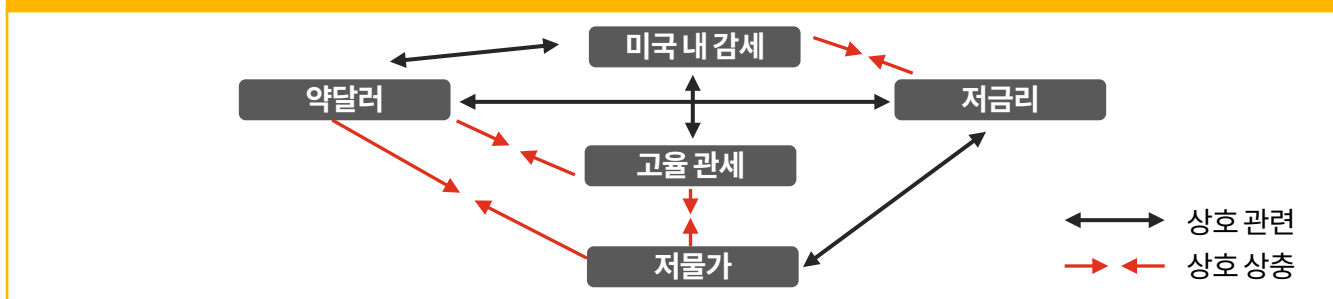 미국 내 감세
약달러
저금리
고율 관세
저물가
상호 관련
상호 상충